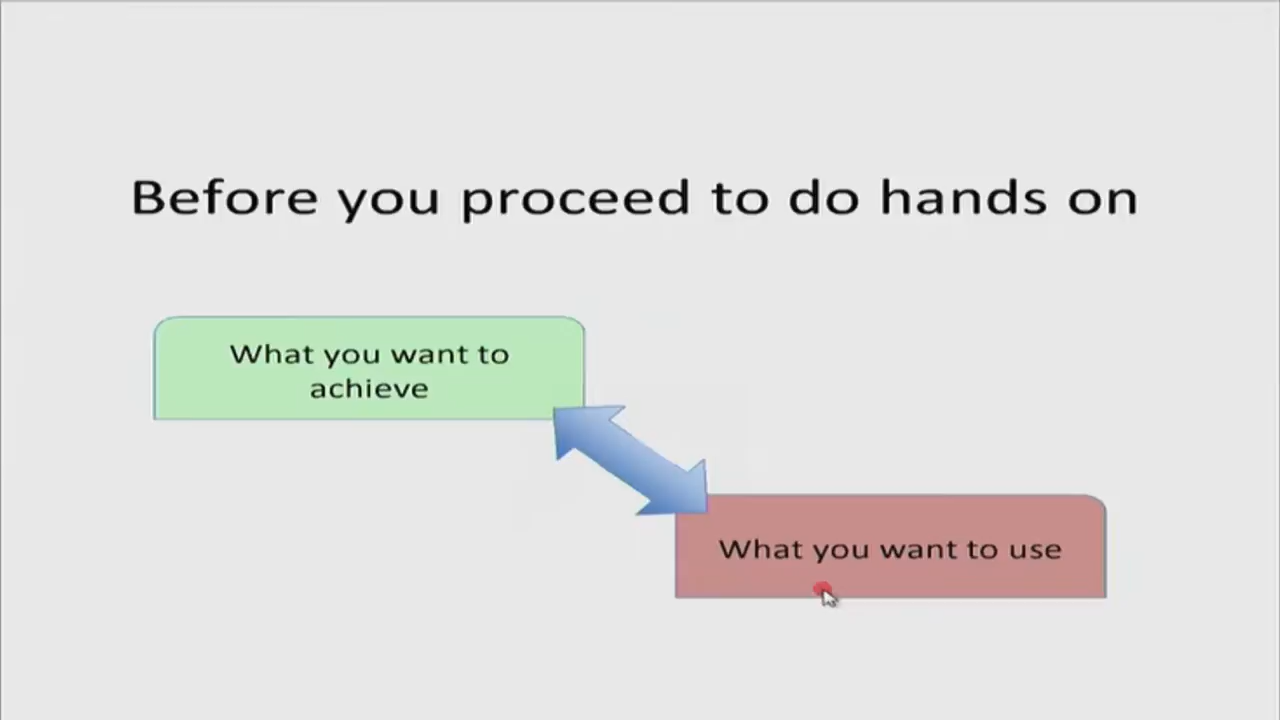 Before you proceed to do hands on
What you want to
achieve
What you want to use